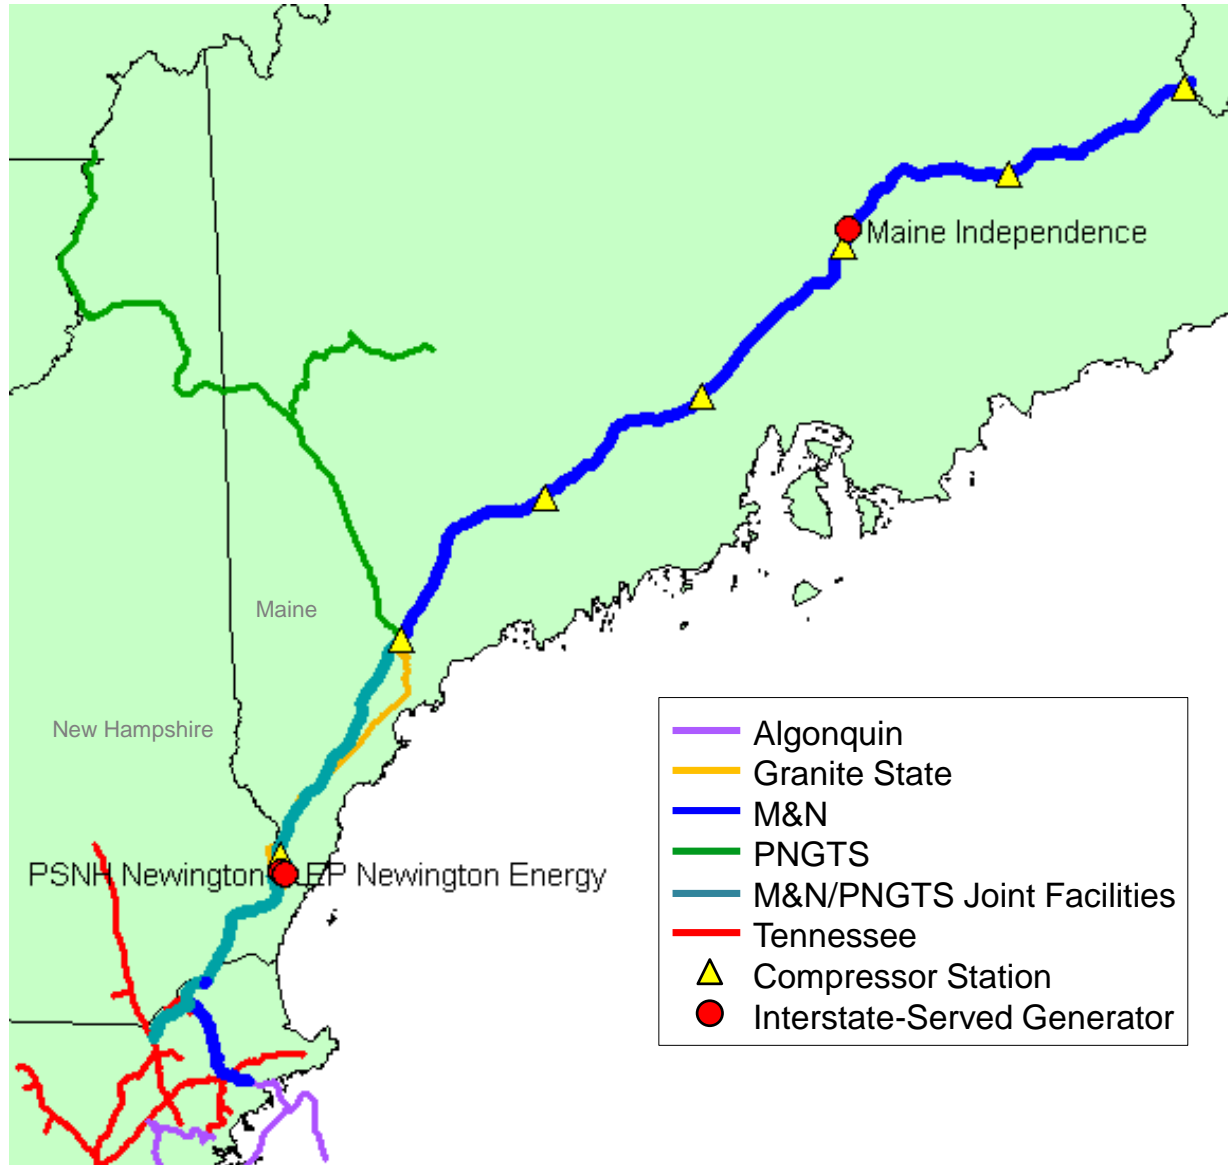 Maine Independence
Maine
New Hampshire
PSNH Newington
EP Newington Energy
Algonquin
Granite State
M&N
PNGTS
M&N/PNGTS Joint Facilities
Tennessee
Compressor Station
Interstate-Served Generator